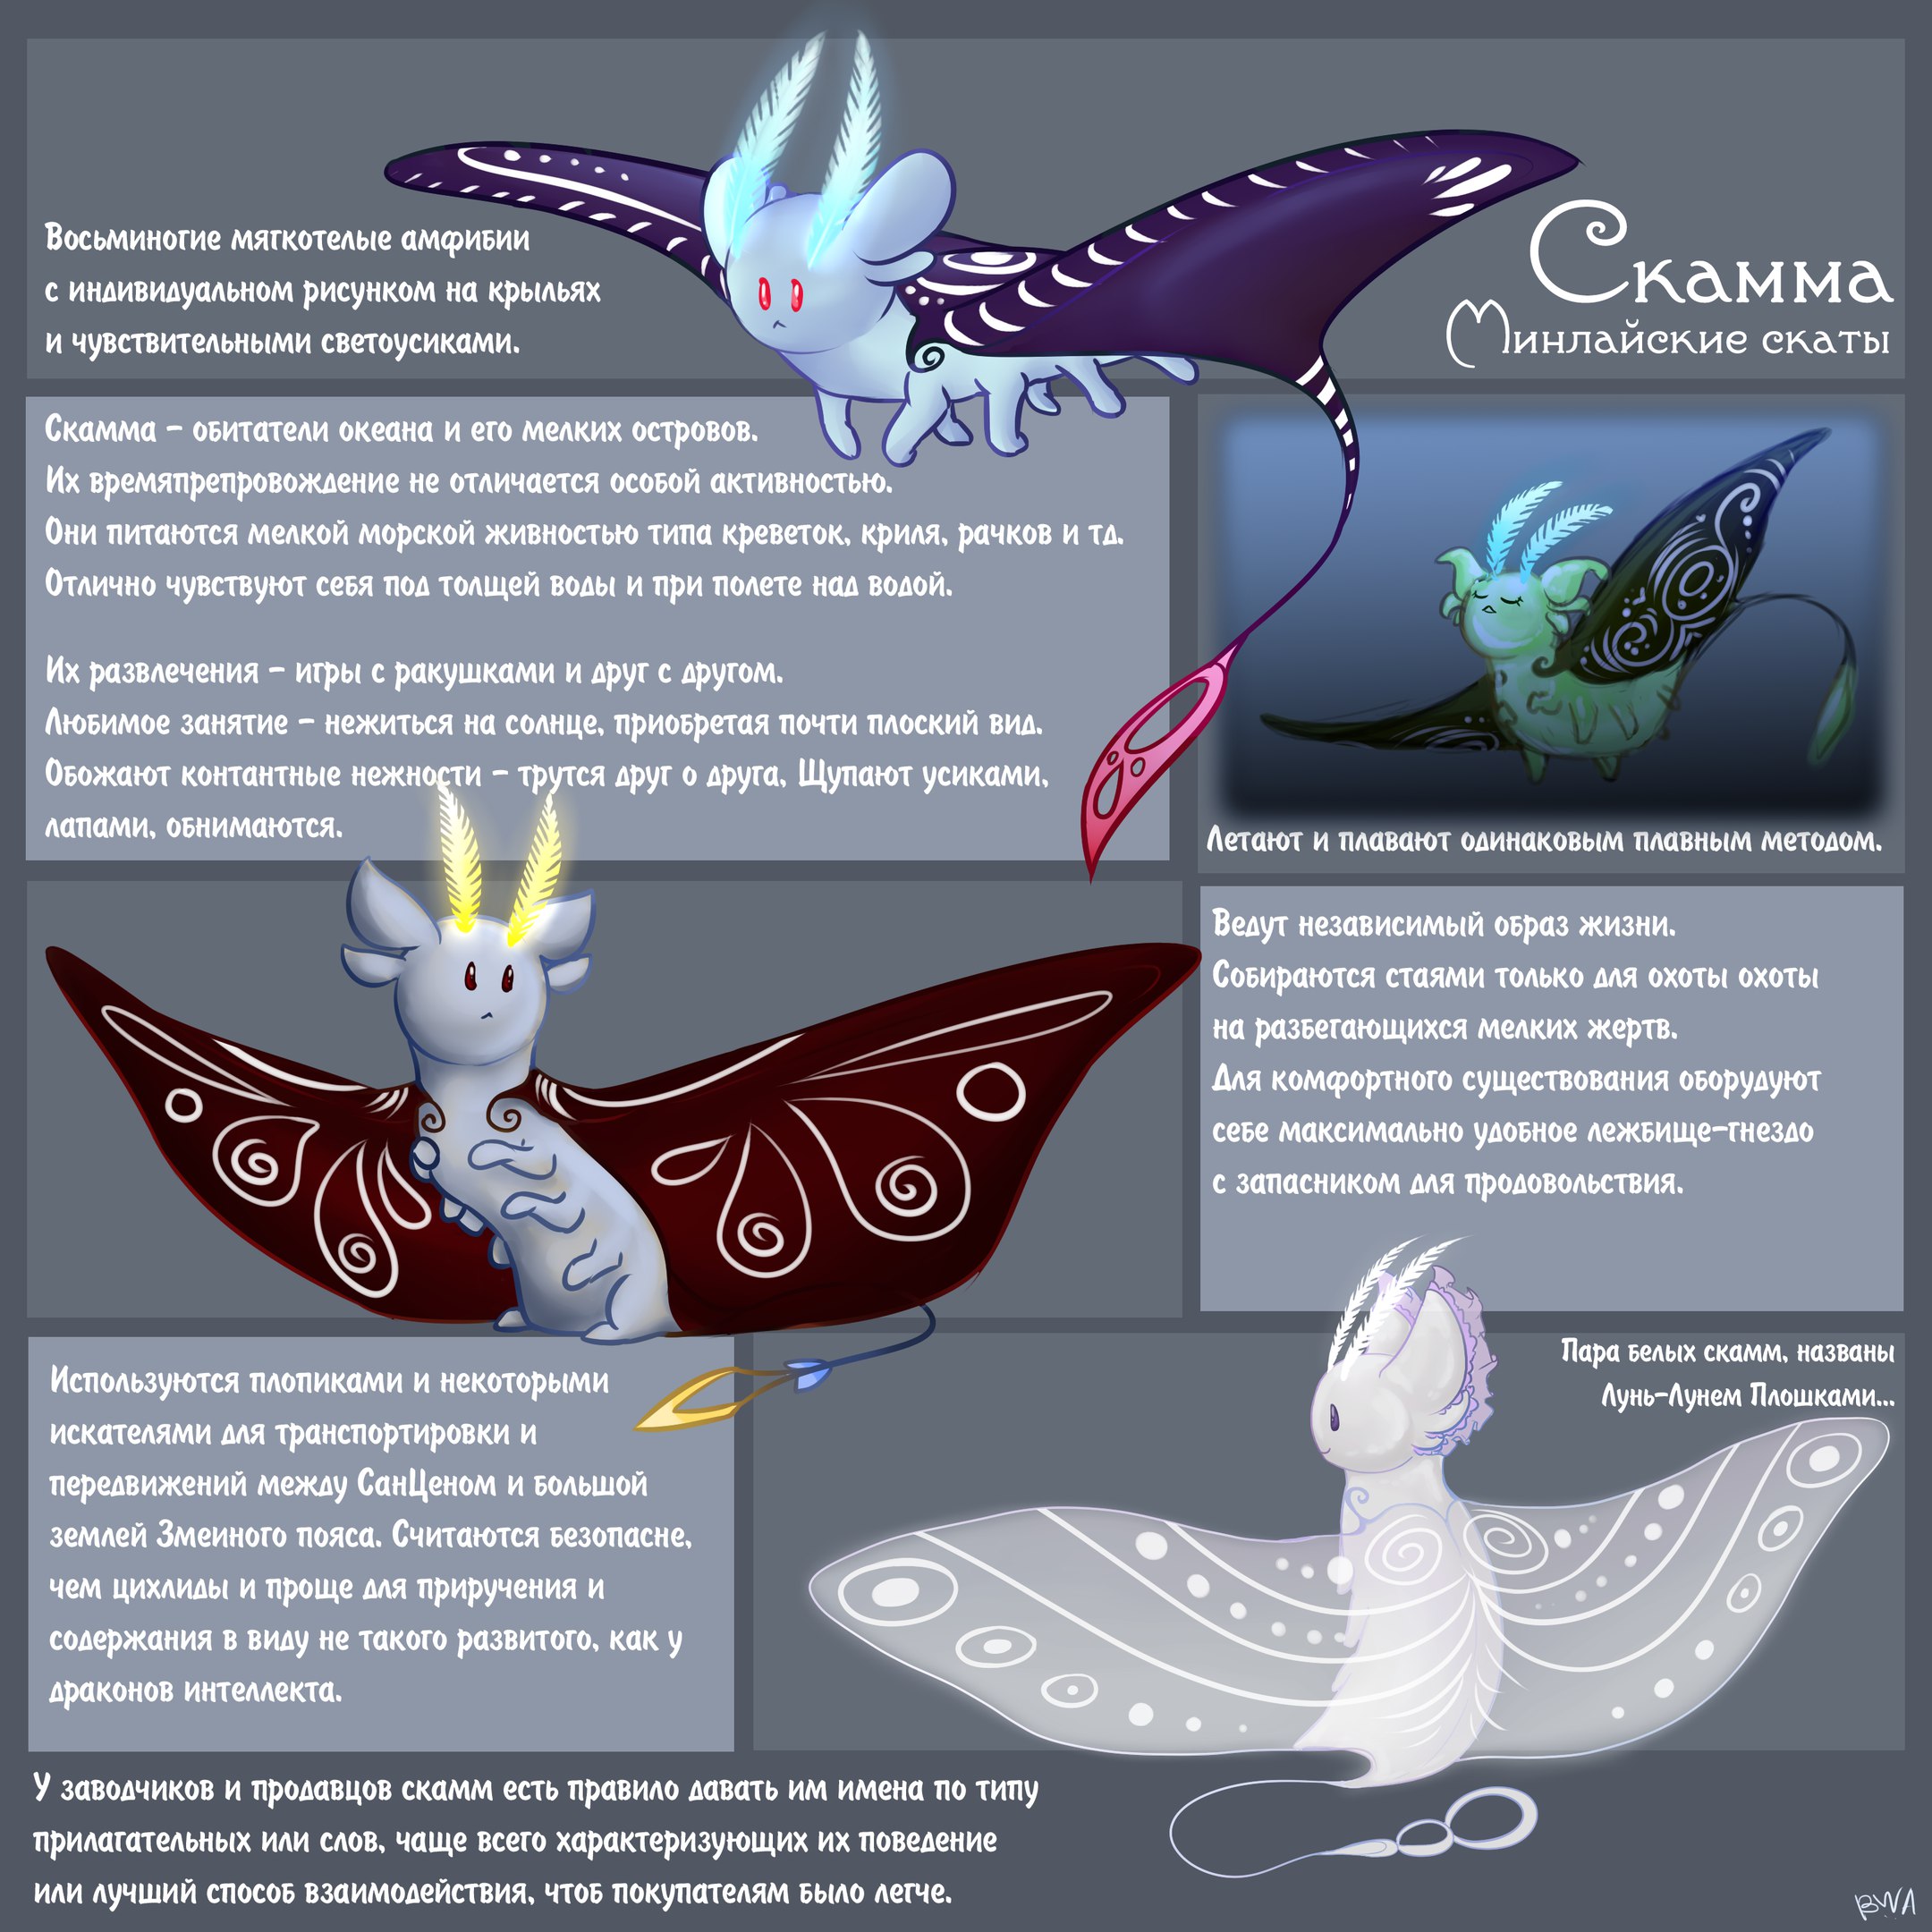 Восьминогие мягкотелые амфибии
с индивидуальном рисунком на крыльях
и чувствительными светоусиками.
Скамма
Минлайские скаты
Скамма – обитатели океана и его мелких островов.
Их времяпрепровождение не отличается особой активностью.
Они питаются мелкой морской живностью типа креветок, криля, рачков и тд.
Отлично чувствуют себя под толщей воды и при полете над водой.
Их развлечения – игры с ракушками и друг с другом.
Любимое занятие – нежиться на солнце, приобретая почти плоский вид.
Обожают контантные нежности – трутся друг о друга, Щупают усиками,
лапами, обнимаются.
Летают и плавают одинаковым плавным методом.
Ведут независимый образ жизни.
Собираются стаями только для охоты охоты
на разбегающихся мелких жертв.
Для комфортного существования оборудуют
себе максимально удобное лежбище-гнездо
с запасником для продовольствия.
Используются плопиками и некоторыми
искателями для транспортировки и
передвижений между СанЦеном и большой
землей Змеиного пояса. Считаются безопасне,
чем цихлиды и проще для приручения и
содержания в виду не такого развитого, как у
драконов интеллекта.
Пара белых скамм, названы
Лунь-Лунем Плошками...
У заводчиков и продавцов скамм есть правило давать им имена по типу
прилагательных или слов, чаще всего характеризующих их поведение
или лучший способ взаимодействия, чтоб покупателям было легче.
BWA